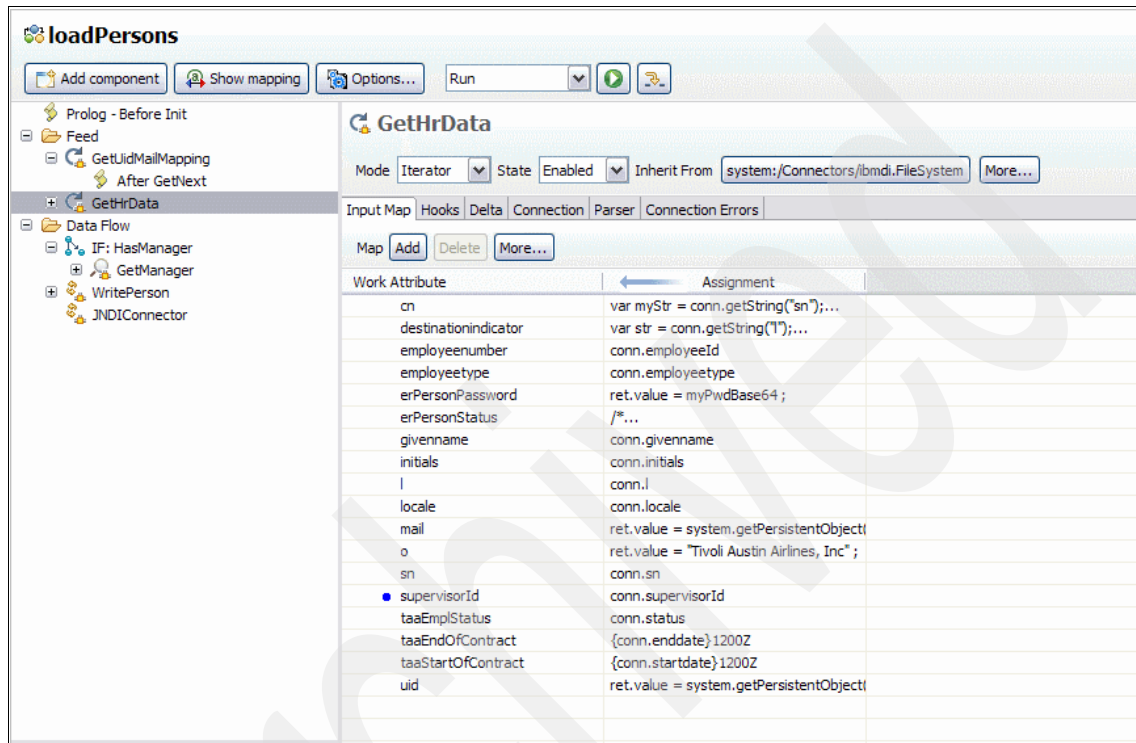 loadPersons
Add component Show mapping Options... Run
Prolog - Before Init
Feed
GetUidMailMapping
After GetNext
GetHrData
Data Flow
IF: HasManager
GetManager
WritePerson
JNDIConnector
GetHrData
Mode Iterator State Enabled Inherit From system:/Connectors/ibmdi.FileSystem More...
Input Map Hooks Delta Connection Parser Connection Errors
Map Add Delete More...
Work Attribute Assignment
cn var myStr = conn.getString("sn");...
destinationindicator var str = conn.getString("l");...
employeenumber conn.employeeId
employeetype conn.employeetype
erPersonPassword ret.value = myPwdBase64 ;
erPersonStatus /*...
givenname conn.givenname
initials conn.initials
l conn.l
locale conn.locale
mail ret.value = system.getPersistentObject(
o ret.value = "Tivoli Austin Airlines, Inc" ;
sn conn.sn
supervisorId conn.supervisorId
taaEmplStatus conn.status
taaEndOfContract {conn.enddate}1200Z
taaStartOfContract {conn.startdate}1200Z
uid ret.value = system.getPersistentObject(